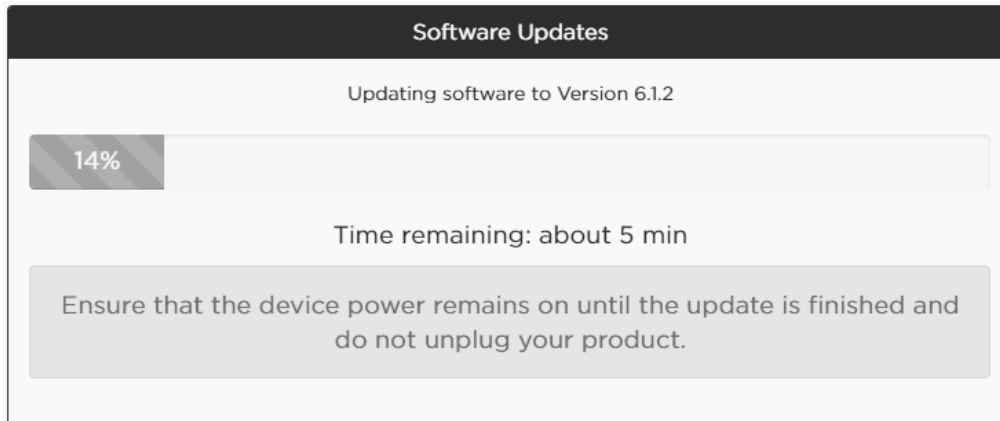 Software Updates
Updating software to Version 6.1.2
14%
Time remaining: about 5 min
Ensure that the device power remains on until the update is finished and
do not unplug your product.